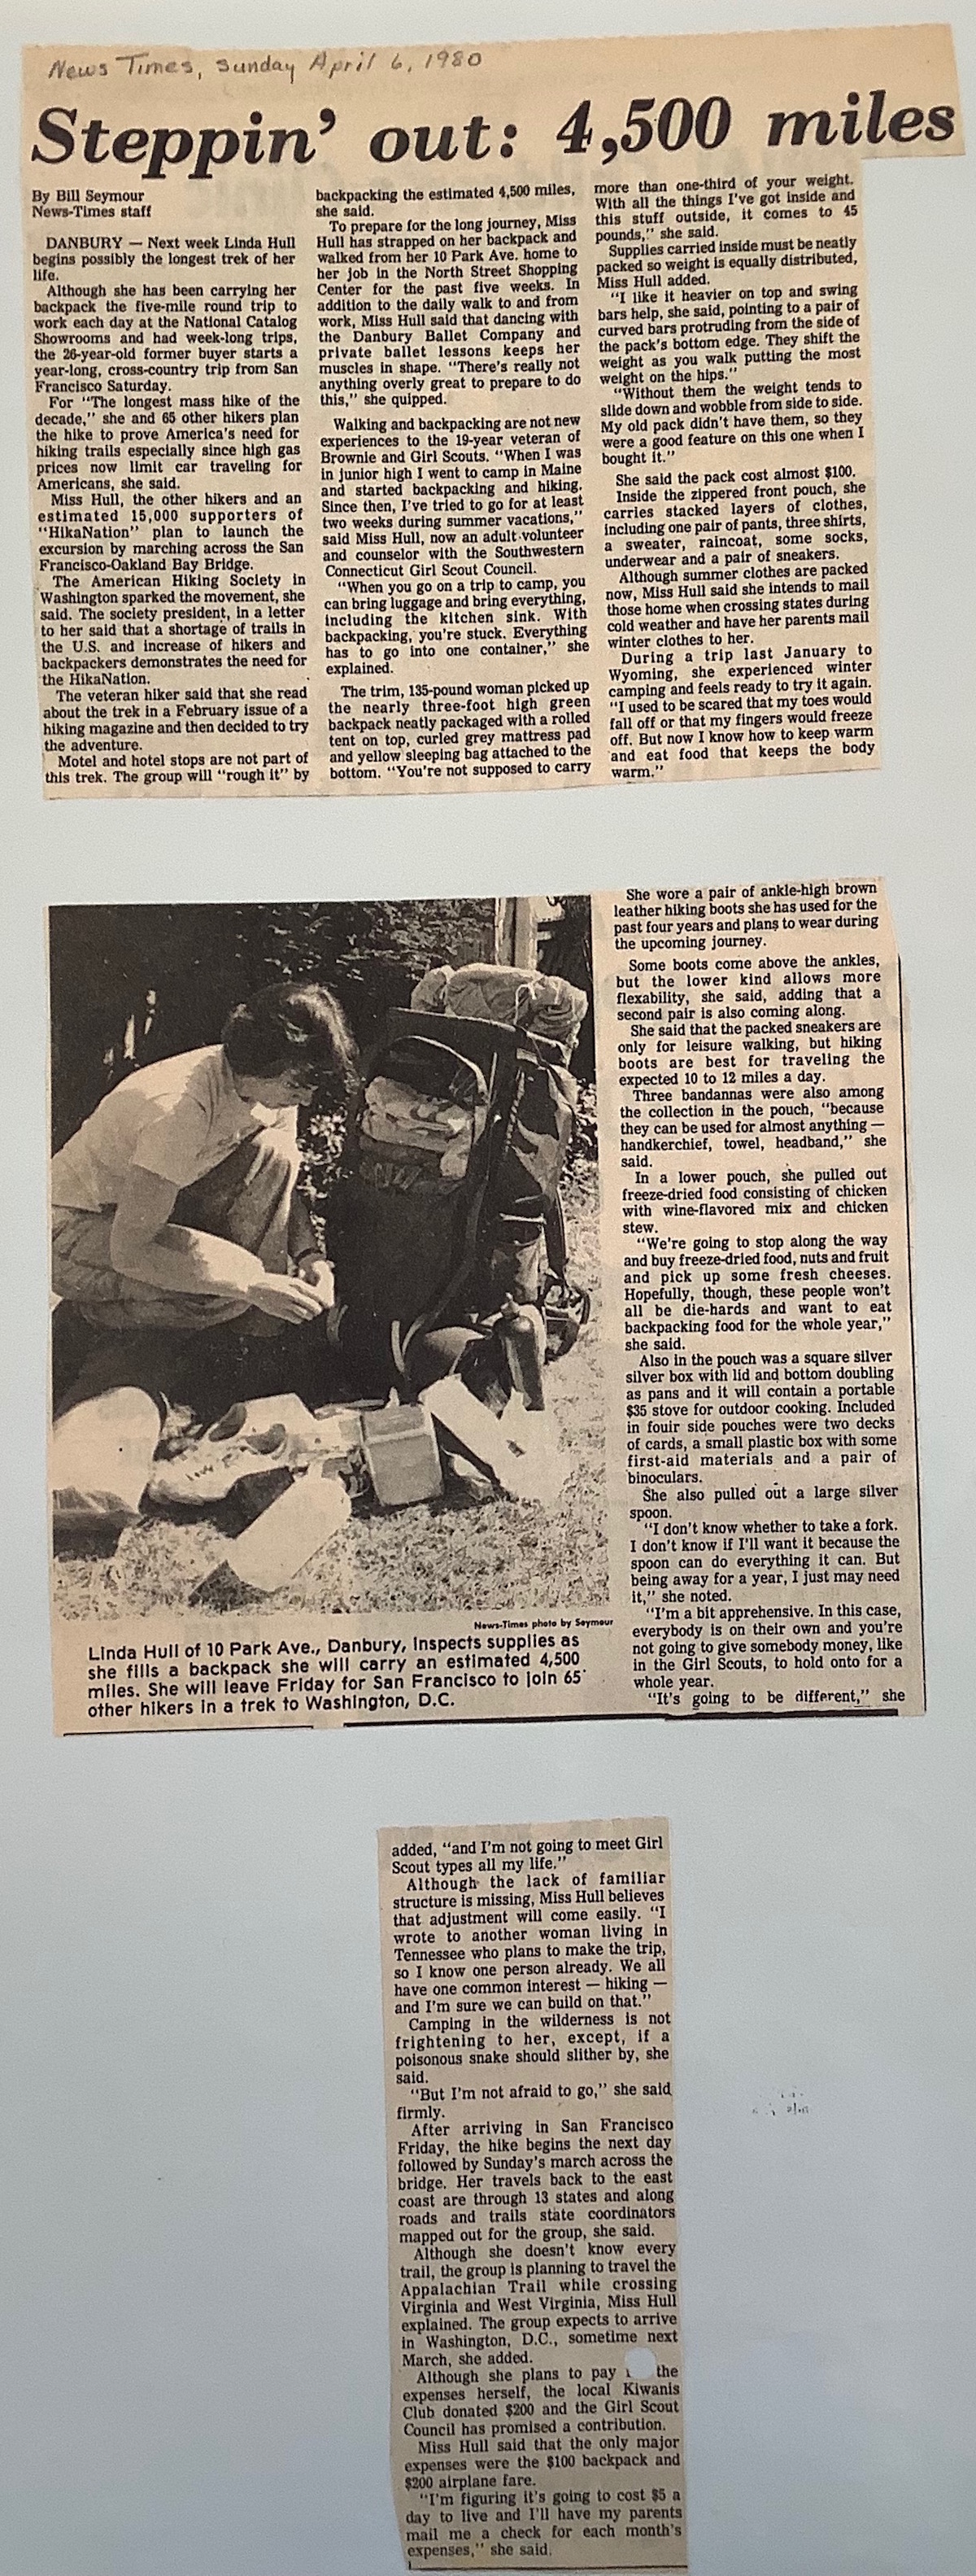 News Times, Sunday April 6, 1980
Steppin' out: 4,500 miles
By Bill Seymour
News-Times staff
DANBURY — Next week Linda Hull
begins possibly the longest trek of her
life.
Although she has been carrying her
backpack the five-mile round trip to
work each day at the National Catalog
Showrooms and had week-long trips,
the 26-year-old former buyer starts a
year-long, cross-country trip from San
Francisco Saturday.
For "The longest mass hike of the
decade," she and 65 other hikers plan
the hike to prove America's need for
hiking trails especially since high gas
prices now limit car traveling for
Americans, she said.
Miss Hull, the other hikers and an
estimated 15,000 supporters of
"HikaNation" plan to launch the
excursion by marching across the San
Francisco-Oakland Bay Bridge.
The American Hiking Society in
Washington sparked the movement, she
said. The society president, in a letter
to her said that a shortage of trails in
the U.S. and increase of hikers and
backpackers demonstrates the need for
the HikaNation.
The veteran hiker said that she read
about the trek in a February issue of a
hiking magazine and then decided to try
the adventure.
Motel and hotel stops are not part of
this trek. The group will "rough it" by
backpacking the estimated 4,500 miles,
she said.
To prepare for the long journey, Miss
Hull has strapped on her backpack and
walked from her 10 Park Ave. home to
her job in the North Street Shopping
Center for the past five weeks. In
addition to the daily walk to and from
work, Miss Hull said that dancing with
the Danbury Ballet Company and
private ballet lessons keeps her
muscles in shape. "There's really not
anything overly great to prepare to do
this," she quipped.
Walking and backpacking are not new
experiences to the 19-year veteran of
Brownie and Girl Scouts. "When I was
in junior high I went to camp in Maine
and started backpacking and hiking.
Since then, I've tried to go for at least
two weeks during summer vacations,"
said Miss Hull, now an adult volunteer
and counselor with the Southwestern
Connecticut Girl Scout Council.
"When you go on a trip to camp, you
can bring luggage and bring everything,
including the kitchen sink. With
backpacking, you're stuck. Everything
has to go into one container," she
explained.
The trim, 135-pound woman picked up
the nearly three-foot high green
backpack neatly packaged with a rolled
tent on top, curled grey mattress pad
and yellow sleeping bag attached to the
bottom. "You're not supposed to carry
more than one-third of your weight.
With all the things I've got inside and
this stuff outside, it comes to 45
pounds," she said.
Supplies carried inside must be neatly
packed so weight is equally distributed,
Miss Hull added.
"I like it heavier on top and swing
bars help, she said, pointing to a pair of
curved bars protruding from the side of
the pack's bottom edge. They shift the
weight as you walk putting the most
weight on the hips."
"Without them the weight tends to
slide down and wobble from side to side.
My old pack didn't have them, so they
were a good feature on this one when I
bought it."
She said the pack cost almost $100.
Inside the zippered front pouch, she
carries stacked layers of clothes,
including one pair of pants, three shirts,
a sweater, raincoat, some socks,
underwear and a pair of sneakers.
Although summer clothes are packed
now, Miss Hull said she intends to mail
those home when crossing states during
cold weather and have her parents mail
winter clothes to her.
During a trip last January to
Wyoming, she experienced winter
camping and feels ready to try it again.
"I used to be scared that my toes would
fall off or that my fingers would freeze
off. But now I know how to keep warm
and eat food that keeps the body
warm."
She wore a pair of ankle-high brown
leather hiking boots she has used for the
past four years and plans to wear during
the upcoming journey.
Some boots come above the ankles,
but the lower kind allows more
flexability, she said, adding that a
second pair is also coming along.
She said that the packed sneakers are
only for leisure walking, but hiking
boots are best for traveling the
expected 10 to 12 miles a day.
Three bandannas were also among
the collection in the pouch, "because
they can be used for almost anything —
handkerchief, towel, headband," she
said.
In a lower pouch, she pulled out
freeze-dried food consisting of chicken
with wine-flavored mix and chicken
stew.
"We're going to stop along the way
and buy freeze-dried food, nuts and fruit
and pick up some fresh cheeses.
Hopefully, though, these people won't
all be die-hards and want to eat
backpacking food for the whole year,"
she said.
Also in the pouch was a square silver
silver box with lid and bottom doubling
as pans and it will contain a portable
$35 stove for outdoor cooking. Included
in fouir side pouches were two decks
of cards, a small plastic box with some
first-aid materials and a pair of
binoculars.
She also pulled out a large silver
spoon.
"I don't know whether to take a fork.
I don't know if I'll want it because the
spoon can do everything it can. But
being away for a year, I just may need
it," she noted.
"I'm a bit apprehensive. In this case,
everybody is on their own and you're
not going to give somebody money, like
in the Girl Scouts, to hold onto for a
whole year.
"It's going to be different," she
News-Times photo by Seymour
Linda Hull of 10 Park Ave., Danbury, inspects supplies as
she fills a backpack she will carry an estimated 4,500
miles. She will leave Friday for San Francisco to join 65
other hikers in a trek to Washington, D.C.
added, "and I'm not going to meet Girl
Scout types all my life."
Although the lack of familiar
structure is missing, Miss Hull believes
that adjustment will come easily. "I
wrote to another woman living in
Tennessee who plans to make the trip,
so I know one person already. We all
have one common interest — hiking —
and I'm sure we can build on that."
Camping in the wilderness is not
frightening to her, except, if a
poisonous snake should slither by, she
said.
"But I'm not afraid to go," she said
firmly.
After arriving in San Francisco
Friday, the hike begins the next day
followed by Sunday's march across the
bridge. Her travels back to the east
coast are through 13 states and along
roads and trails state coordinators
mapped out for the group, she said.
Although she doesn't know every
trail, the group is planning to travel the
Appalachian Trail while crossing
Virginia and West Virginia, Miss Hull
explained. The group expects to arrive
in Washington, D.C., sometime next
March, she added.
Although she plans to pay the
expenses herself, the local Kiwanis
Club donated $200 and the Girl Scout
Council has promised a contribution.
Miss Hull said that the only major
expenses were the $100 backpack and
$200 airplane fare.
"I'm figuring it's going to cost $5 a
day to live and I'll have my parents
mail me a check for each month's
expenses," she said.